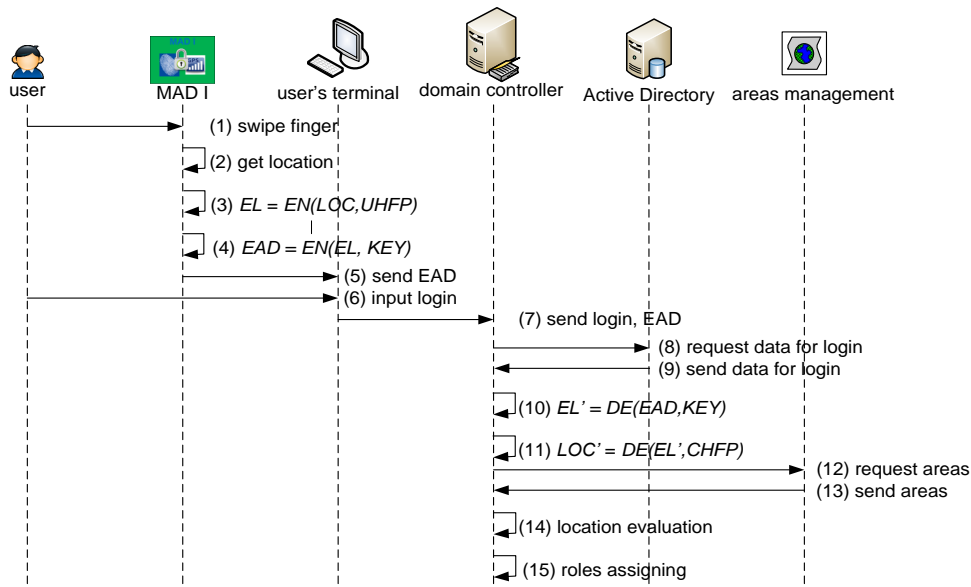 MAD I
user
MAD I
user's terminal
domain controller
Active Directory
areas management
(1) swipe finger
(2) get location
(3) EL = EN(LOC,UHFP)
(4) EAD = EN(EL, KEY)
(5) send EAD
(6) input login
(7) send login, EAD
(8) request data for login
(9) send data for login
(10) EL’ = DE(EAD,KEY)
(11) LOC’ = DE(EL’,CHFP)
(12) request areas
(13) send areas
(14) location evaluation
(15) roles assigning